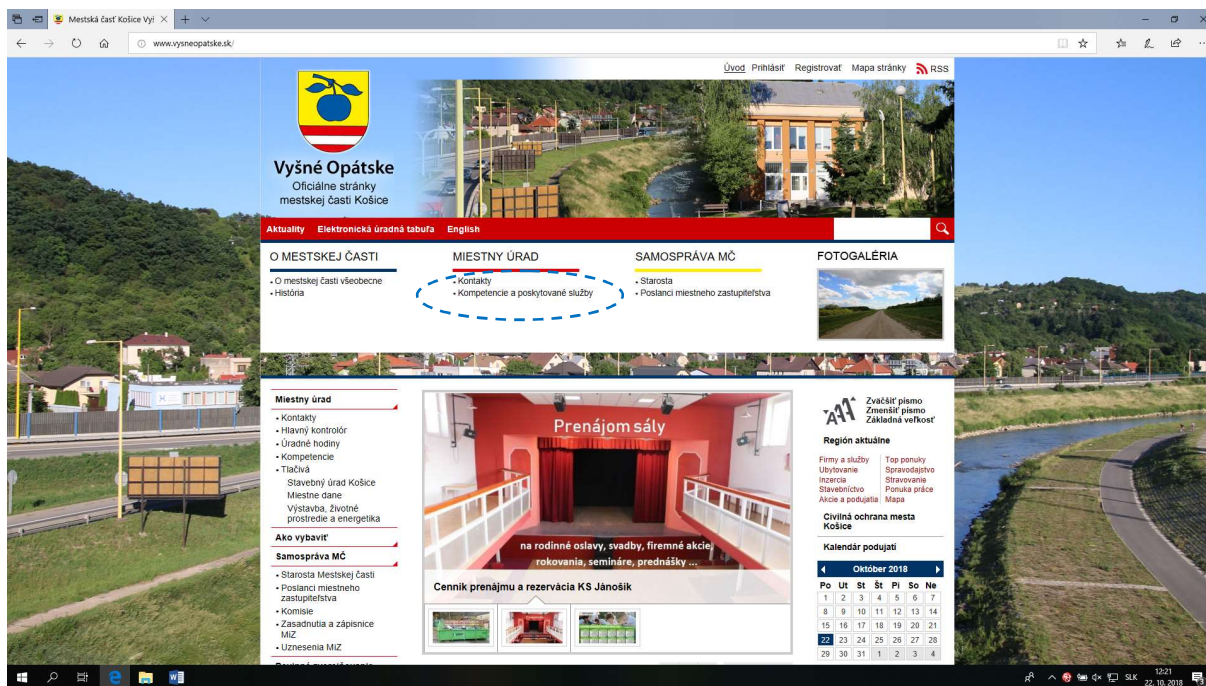 Mestská časť Košice Vyš
www.vysneopatske.sk/
Úvod Prihlásiť Registrovať Mapa stránky RSS
Vyšné Opátske
Oficiálne stránky
mestskej časti Košice
Aktuality Elektronická úradná tabuľa English
O MESTSKEJ ČASTI
O mestskej časti všeobecne
História
MIESTNY ÚRAD
Kontakty
Kompetencie a poskytované služby
SAMOSPRÁVA MČ
Starosta
Poslanci miestneho zastupiteľstva
FOTOGALÉRIA
Miestny úrad
Kontakty
Hlavný kontrolór
Úradné hodiny
Kompetencie
Tlačivá
Stavebný úrad Košice
Miestne dane
Výstavba, životné
prostredie a energetika
Ako vybaviť
Samospráva MČ
Starosta Mestskej časti
Poslanci miestneho
zastupiteľstva
Komisie
Zasadnutia a zápisnice
MiZ
Uznesenia MiZ
Prenájom sály
na rodinné oslavy, svadby, firemné akcie,
rokovania, semináre, prednášky ...
Cenník prenájmu a rezervácia KS Jánošík
Zväčšiť písmo
Zmenšiť písmo
Základná veľkosť
Región aktuálne
Firmy a služby Top ponuky
Ubytovanie Spravodajstvo
Inzercia Stravovanie
Stavebníctvo Ponuka práce
Akcie a podujatia Mapa
Civilná ochrana mesta
Košice
Kalendár podujatí
Október 2018
Po Ut St Št Pi So Ne
1 2 3 4 5 6 7
8 9 10 11 12 13 14
15 16 17 18 19 20 21
22 23 24 25 26 27 28
29 30 31 1 2 3 4
SLK
12:21
22. 10. 2018